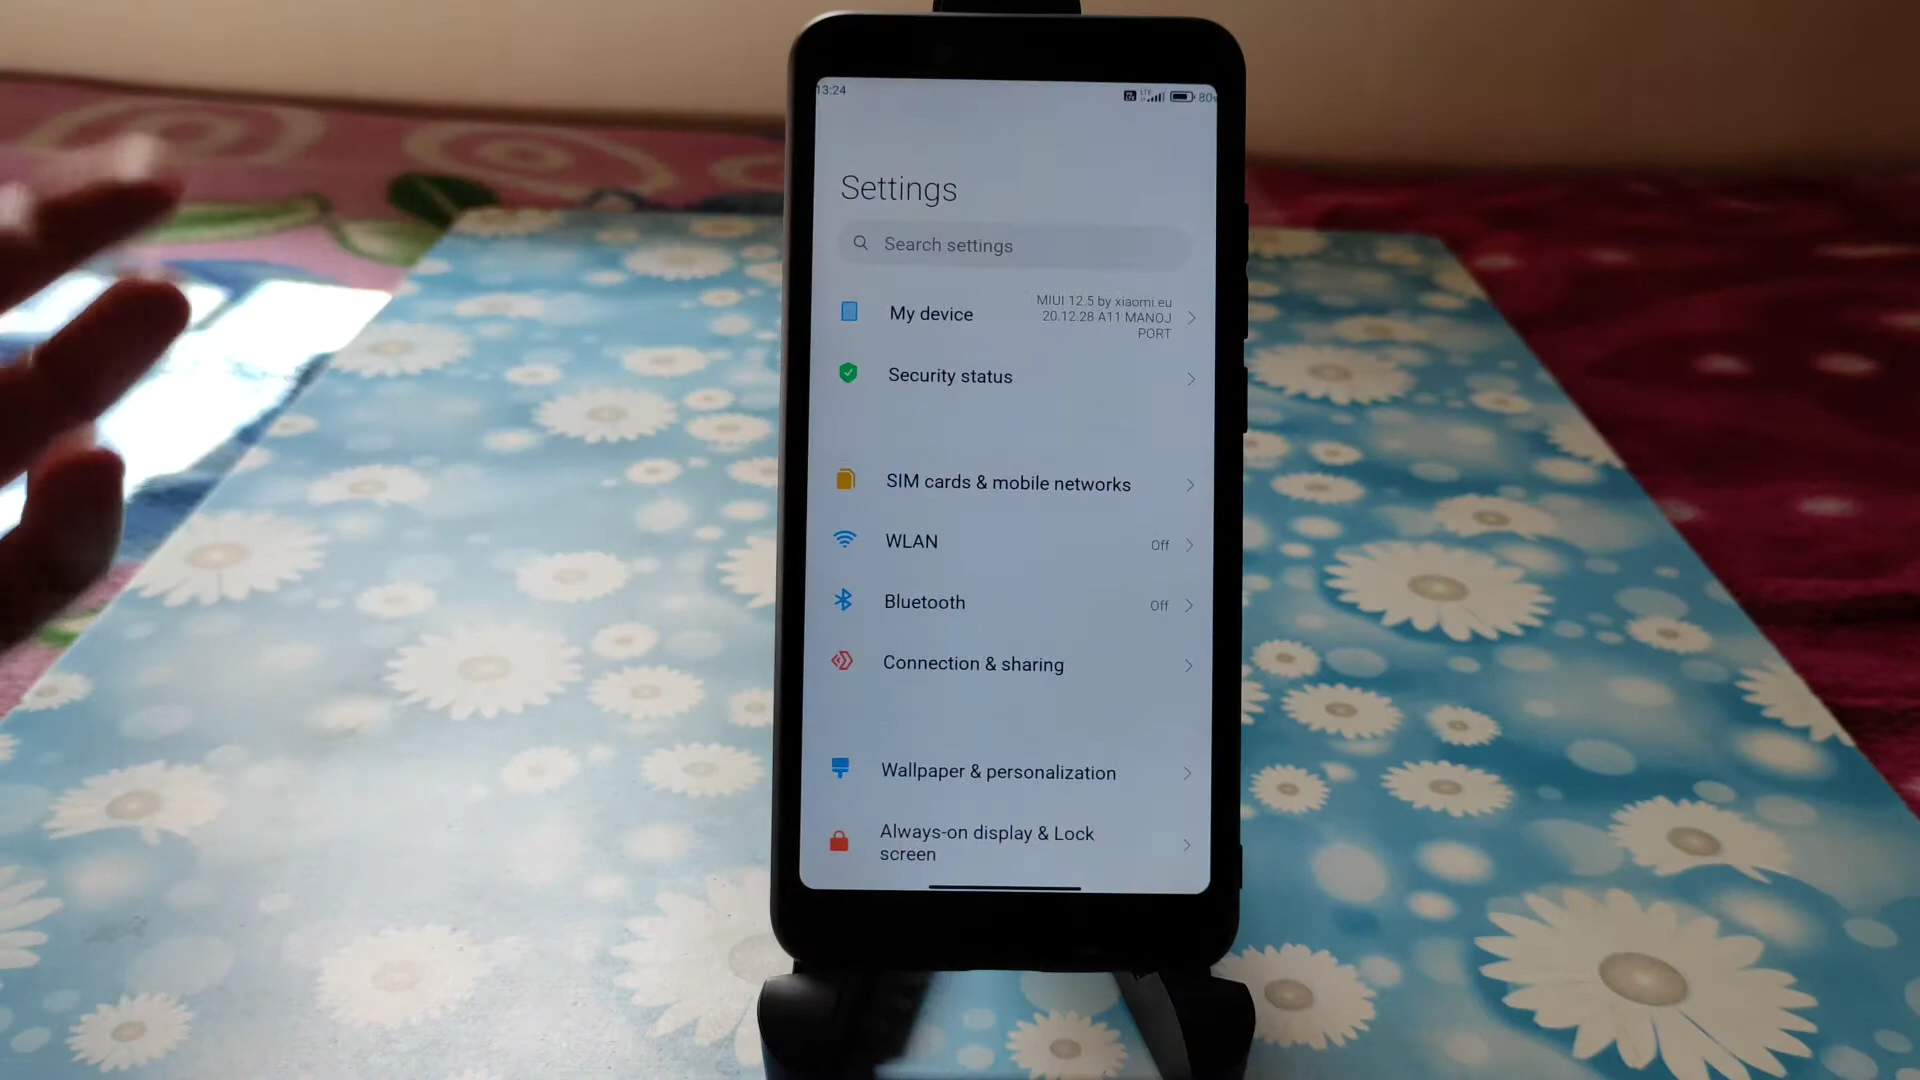 13:24
LTE
80
Settings
Search settings
My device
MIUI 12.5 by xiaomi.eu
20.12.28 A11 MANOJ
PORT
Security status
SIM cards & mobile networks
WLAN
Off
Bluetooth
Off
Connection & sharing
Wallpaper & personalization
Always-on display & Lock
screen